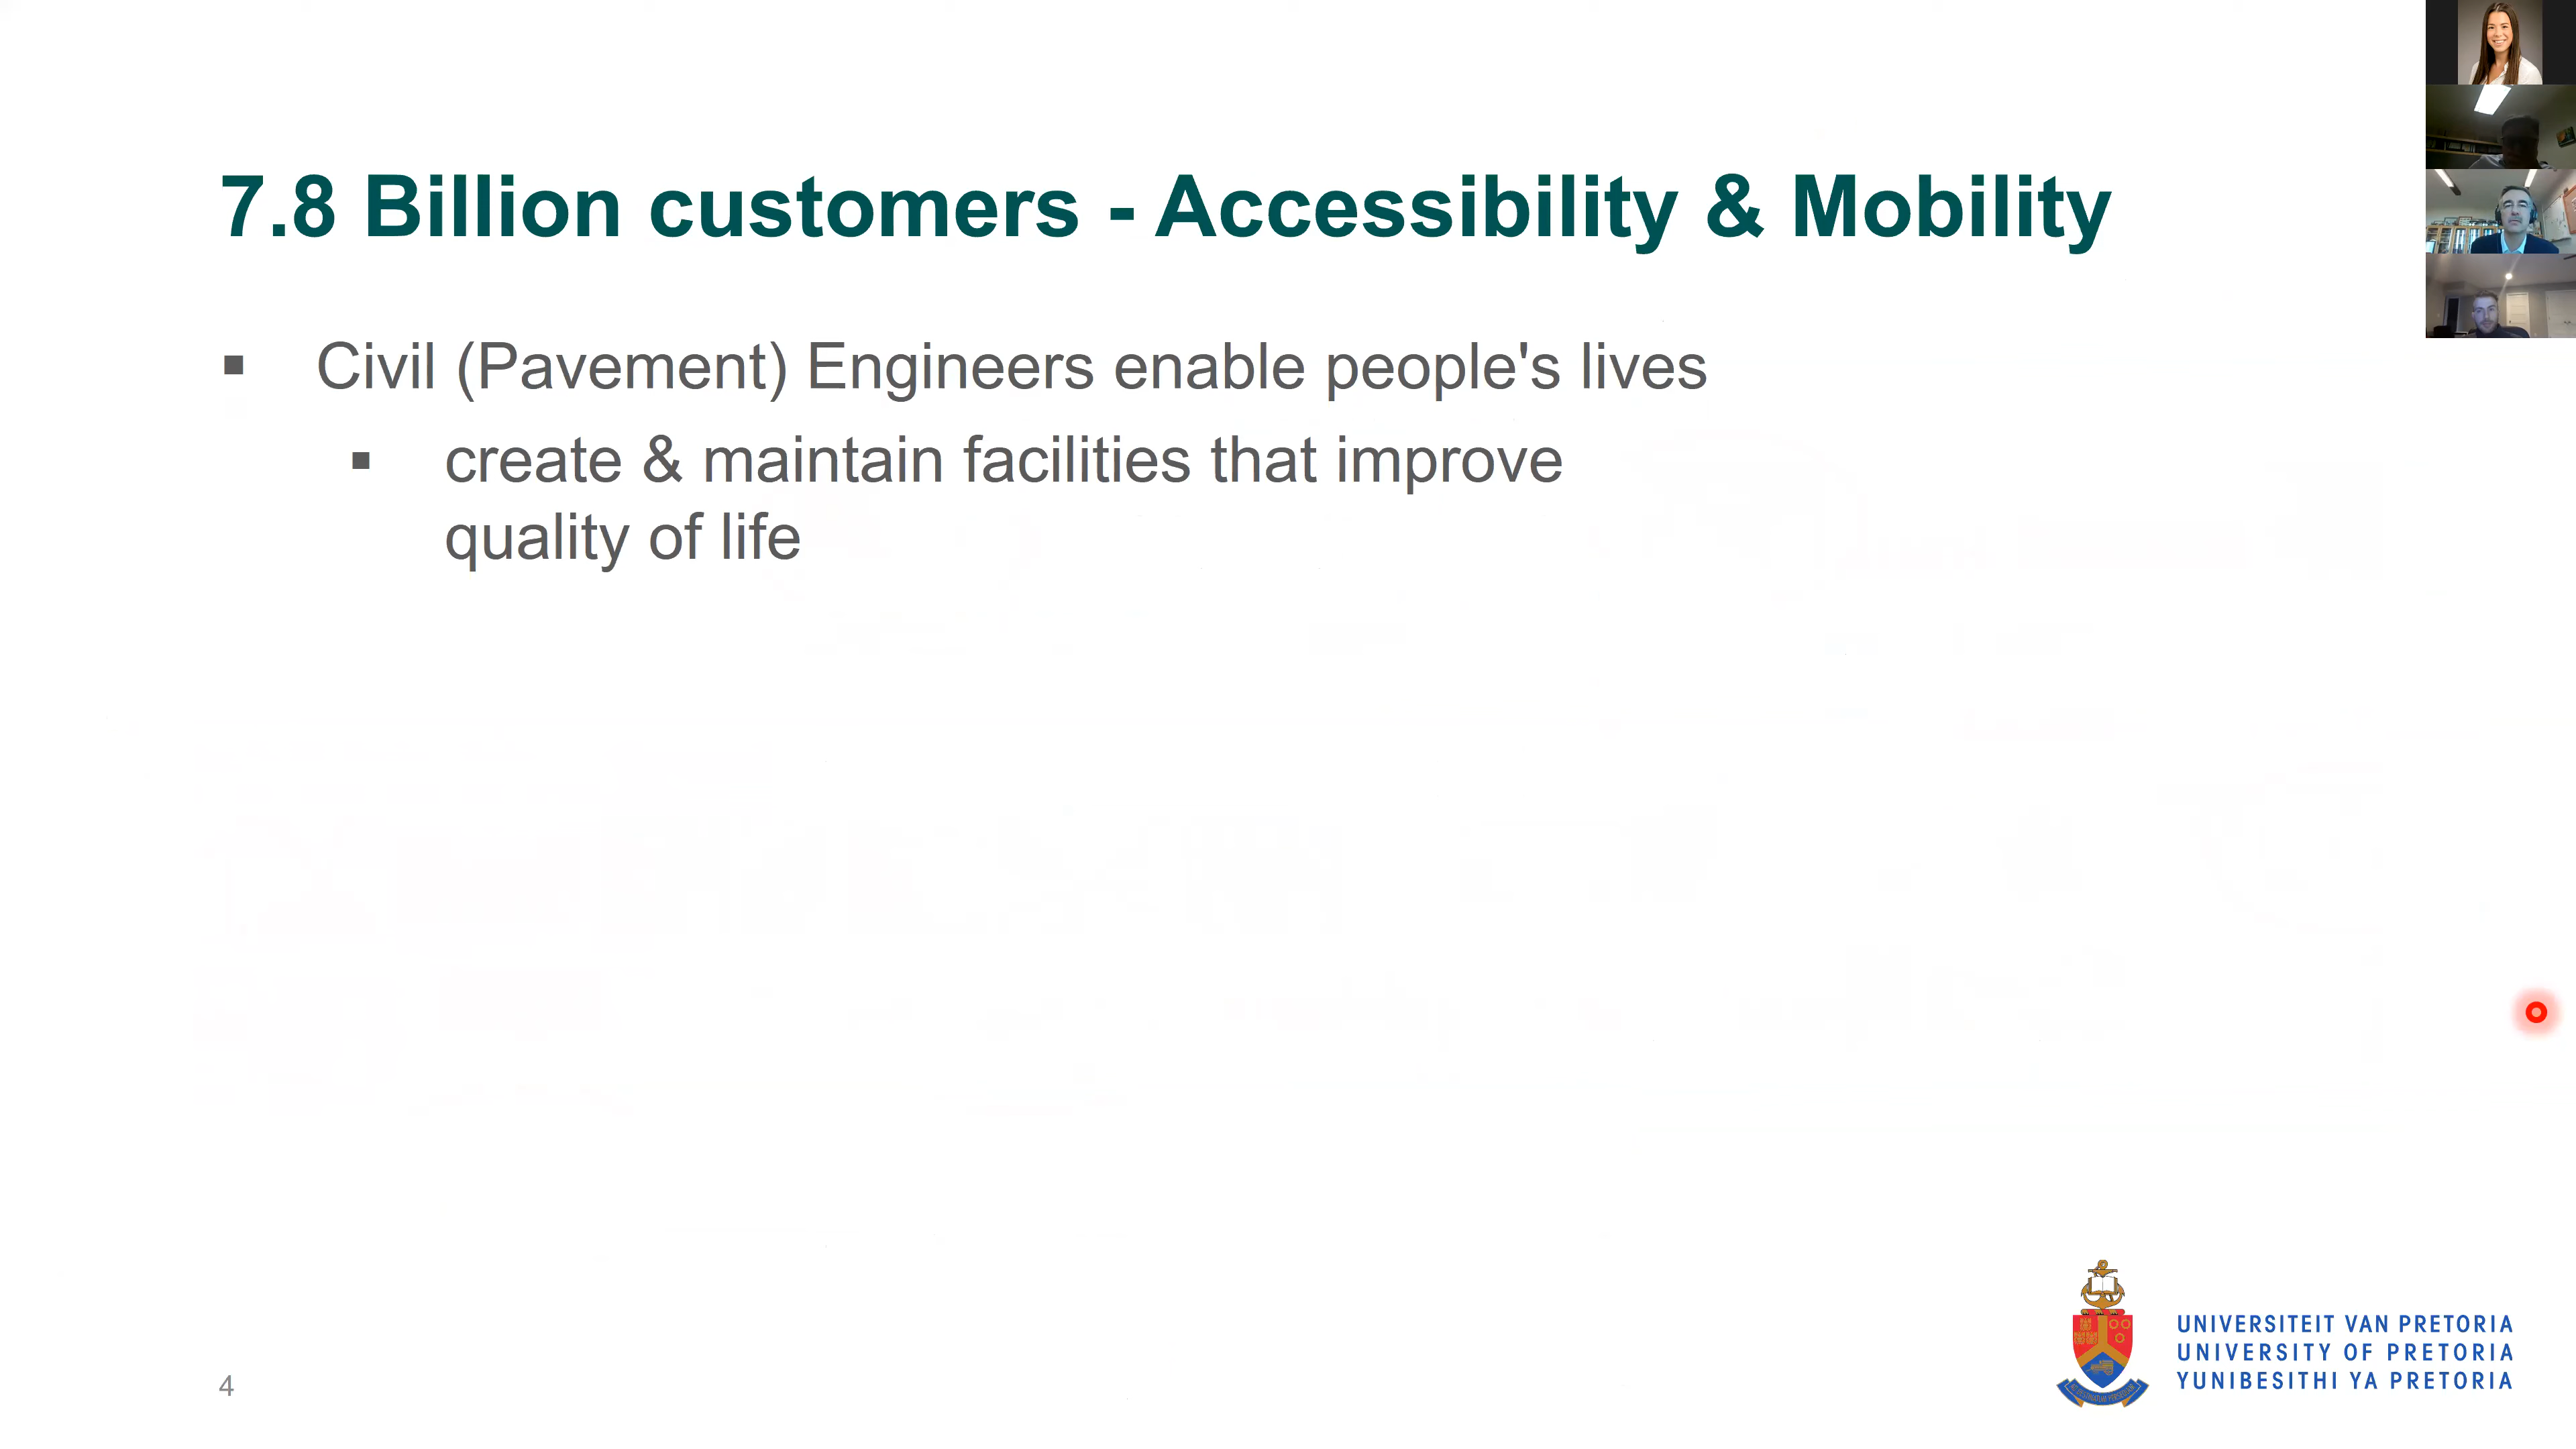 7.8 Billion customers - Accessibility & Mobility
▪ Civil (Pavement) Engineers enable people's lives
▪ create & maintain facilities that improve
quality of life
4
UNIVERSITEIT VAN PRETORIA
UNIVERSITY OF PRETORIA
YUNIBESITHI YA PRETORIA